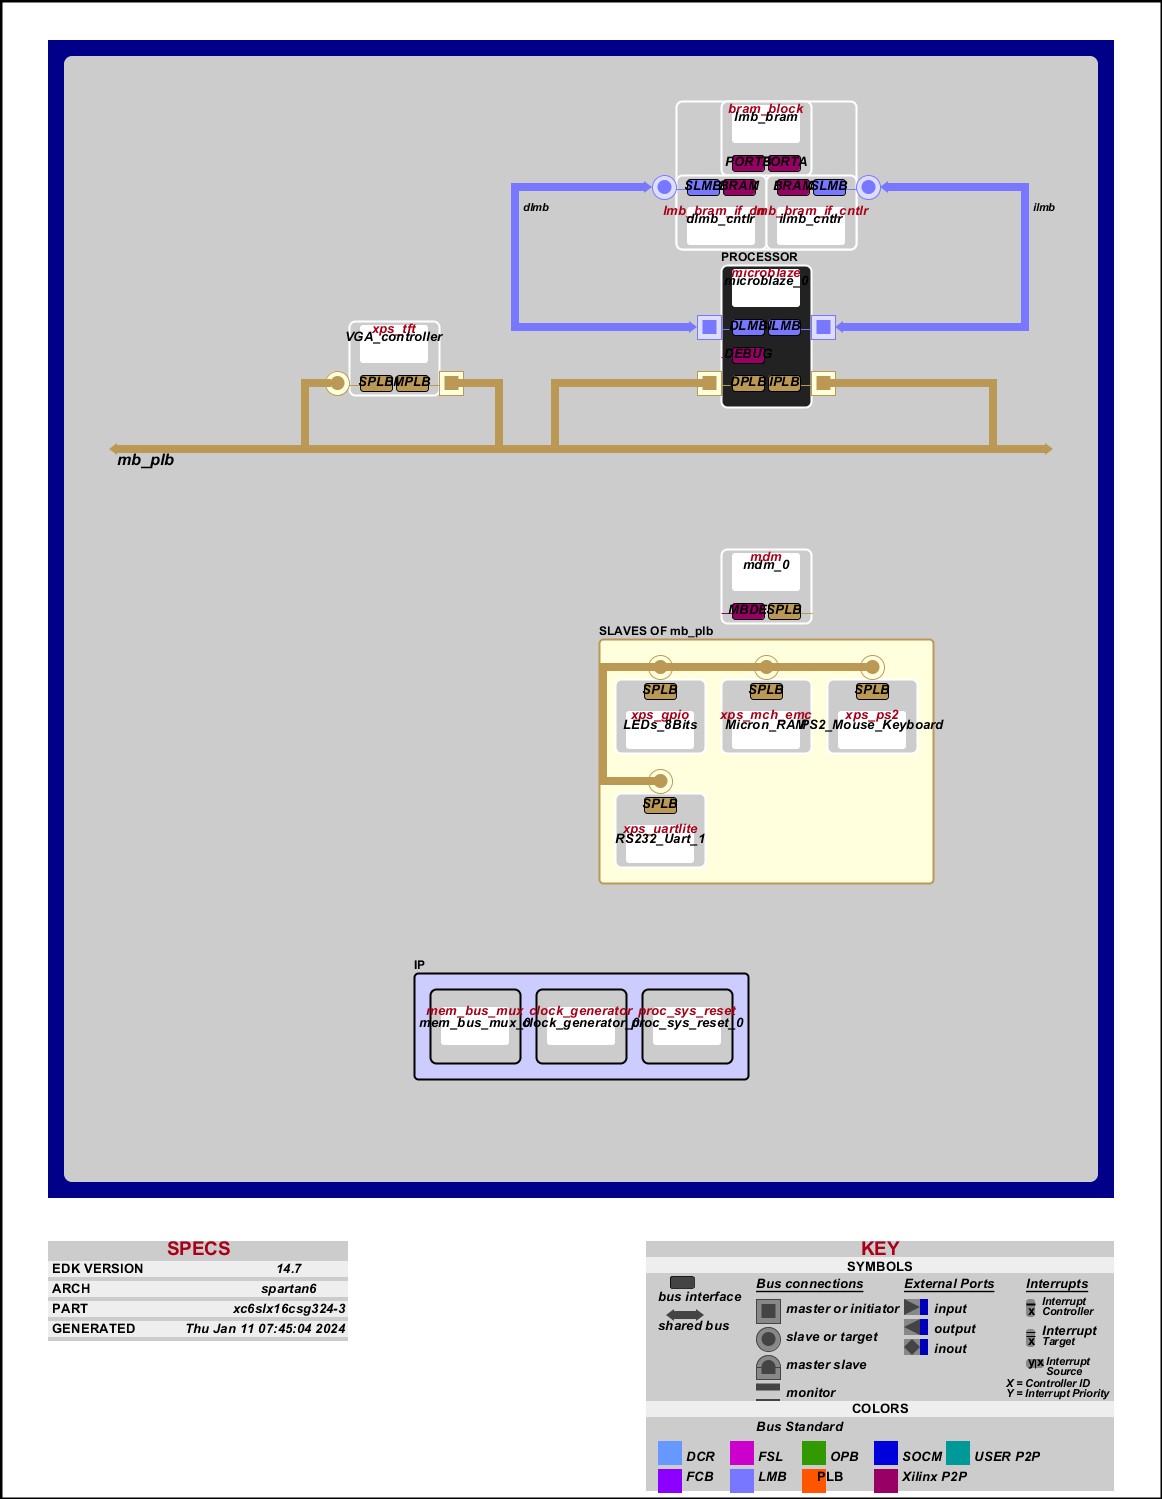 bram_block
lmb_bram
PORTB PORTA
SLMB BRAM BRAM SLMB
dlmb ilmb
lmb_bram_if_cntlr
dlmb_cntlr ilmb_cntlr
PROCESSOR
microblaze
microblaze_0
DLMB ILMB
DEBUG
DPLB IPLB
xps_tft
VGA_controller
SPLB MPLB
mb_plb
mdm
mdm_0
SPLB
SLAVES OF mb_plb
SPLB SPLB SPLB
xps_gpio xps_mch_emc xps_ps2
LEDs_8Bits Micron_RAM PS2_Mouse_Keyboard
SPLB
xps_uartlite
RS232_Uart_1
IP
mem_bus_mux clock_generator proc_sys_reset
mem_bus_mux_0 clock_generator_0 proc_sys_reset_0
SPECS
EDK VERSION 14.7
ARCH spartan6
PART xc6slx16csg324-3
GENERATED Thu Jan 11 07:45:04 2024
KEY
SYMBOLS
bus interface
shared bus
Bus connections
master or initiator
slave or target
master slave
monitor
External Ports
input
output
inout
Interrupts
x Interrupt
Controller
x Interrupt
Target
y x Interrupt
Source
X = Controller ID
Y = Interrupt Priority
COLORS
Bus Standard
DCR FSL OPB SOCM USER P2P
FCB LMB PLB Xilinx P2P